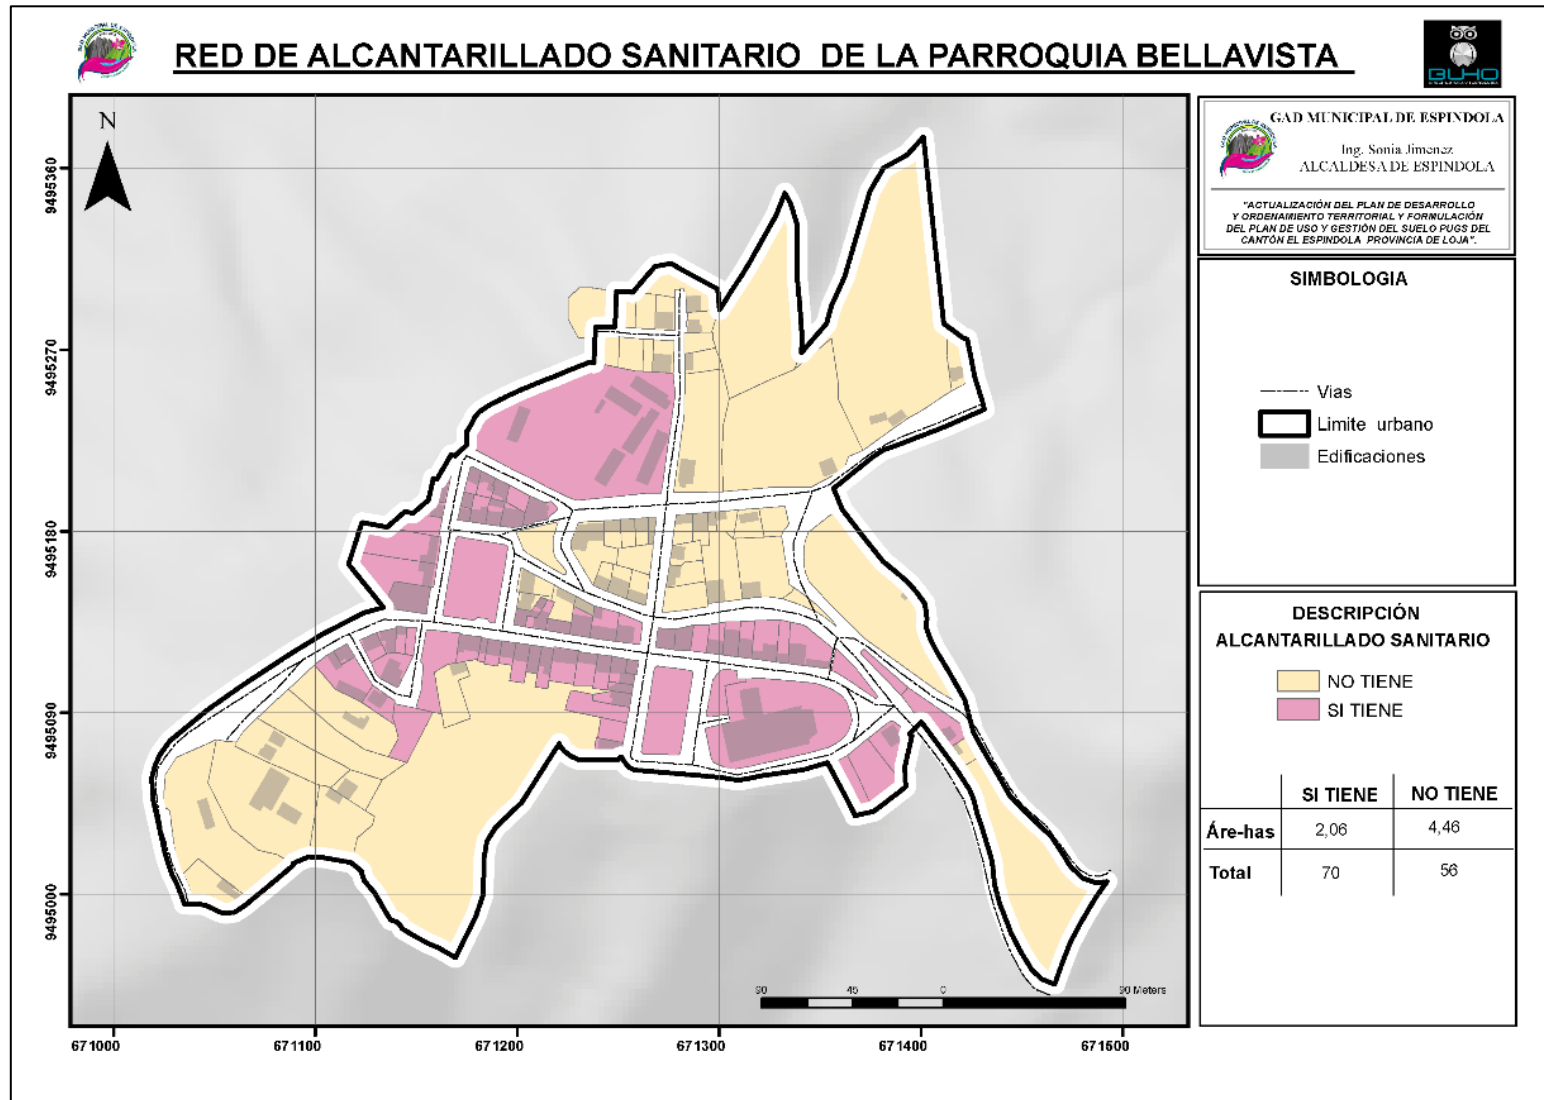 RED DE ALCANTARILLADO SANITARIO DE LA PARROQUIA BELLAVISTA
BUHO
GAD MUNICIPAL DE ESPINDOLA
Ing. Sonia Jimenez
ALCALDESA DE ESPINDOLA
"ACTUALIZACIÓN DEL PLAN DE DESARROLLO
Y ORDENAMIENTO TERRITORIAL Y FORMULACIÓN
DEL PLAN DE USO Y GESTIÓN DEL SUELO PUGS DEL
CANTÓN EL ESPINDOLA PROVINCIA DE LOJA".
SIMBOLOGIA
Vias
Limite urbano
Edificaciones
DESCRIPCIÓN
ALCANTARILLADO SANITARIO
NO TIENE
SI TIENE
SI TIENE NO TIENE
Áre-has 2,06 4,46
Total 70 56
N
9495360
9495270
9495180
9495090
9495000
90 45 0 90 Meters
671000 671100 671200 671300 671400 671500